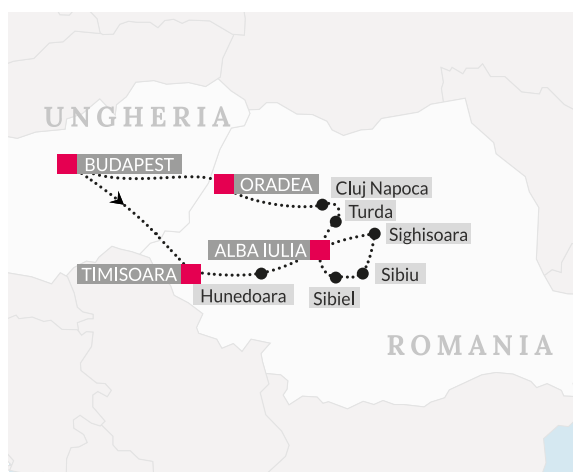 UNGHERIA
BUDAPEST
ORADEA
Cluj Napoca
Turda
Sighisoara
ALBA IULIA
TIMISOARA
Sibiu
Hunedoara
Sibiel
ROMANIA